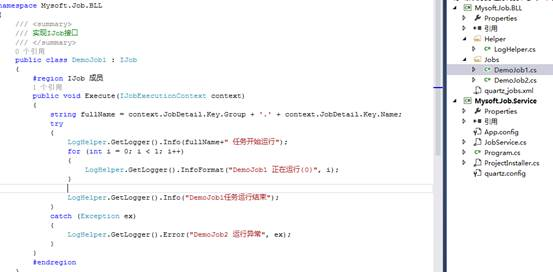 namespace Mysoft.Job.BLL
{
/// <summary>
/// 实现IJob接口
/// </summary>
0 个引用
public class DemoJob1 : IJob
{
#region IJob 成员
1 个引用
public void Execute(IJobExecutionContext context)
{
string fullName = context.JobDetail.Key.Group + '.' + context.JobDetail.Key.Name;
try
{
LogHelper.GetLogger().Info(fullName+" 任务开始运行");
for (int i = 0; i < 1; i++)
{
LogHelper.GetLogger().InfoFormat("DemoJob1 正在运行{0}", i);
}
LogHelper.GetLogger().Info("DemoJob1任务运行结束");
}
catch (Exception ex)
{
LogHelper.GetLogger().Error("DemoJob2 运行异常", ex);
}
}
#endregion
Mysoft.Job.BLL
Properties
引用
Helper
LogHelper.cs
Jobs
DemoJob1.cs
DemoJob2.cs
quartz_jobs.xml
Mysoft.Job.Service
Properties
引用
App.config
JobService.cs
Program.cs
ProjectInstaller.cs
quartz.config